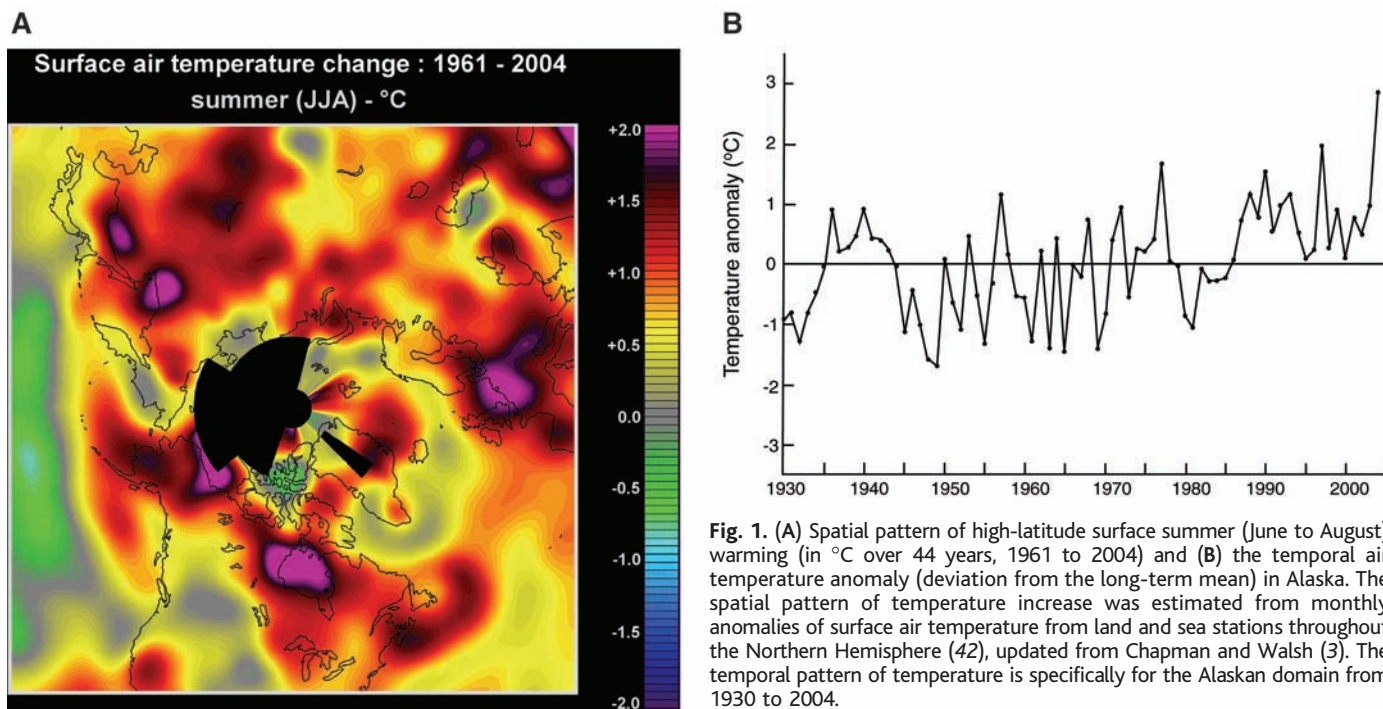 A
Surface air temperature change : 1961 - 2004
summer (JJA) - °C
+2.0
+1.5
+1.0
+0.5
0.0
-0.5
-1.0
-1.5
-2.0
B
Temperature anomaly (ºC)
3
2
1
0
-1
-2
-3
1930 1940 1950 1960 1970 1980 1990 2000
Fig. 1. (A) Spatial pattern of high-latitude surface summer (June to August)
warming (in °C over 44 years, 1961 to 2004) and (B) the temporal air
temperature anomaly (deviation from the long-term mean) in Alaska. The
spatial pattern of temperature increase was estimated from monthly
anomalies of surface air temperature from land and sea stations throughout
the Northern Hemisphere (42), updated from Chapman and Walsh (3). The
temporal pattern of temperature is specifically for the Alaskan domain from
1930 to 2004.